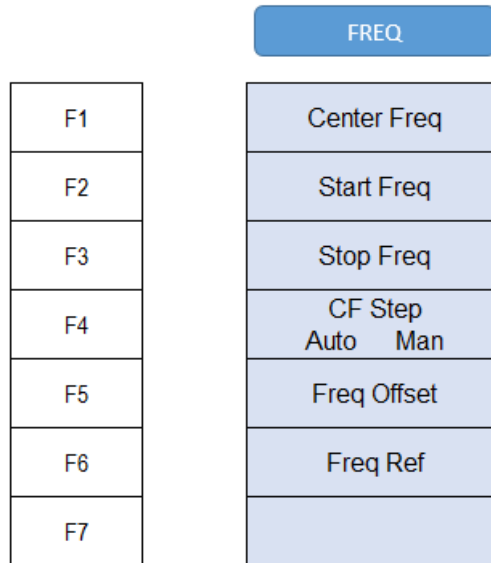 FREQ
F1 Center Freq
F2 Start Freq
F3 Stop Freq
F4 CF Step
Auto Man
F5 Freq Offset
F6 Freq Ref
F7